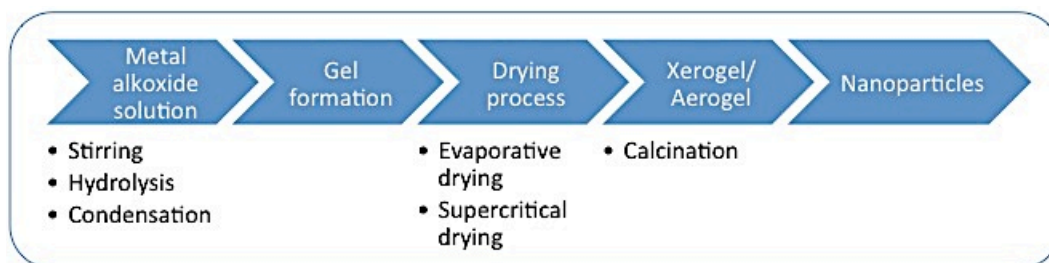 Metal
alkoxide
solution
Gel
formation
Drying
process
Xerogel/
Aerogel
Nanoparticles
• Stirring
• Hydrolysis
• Condensation
• Evaporative
drying
• Supercritical
drying
• Calcination